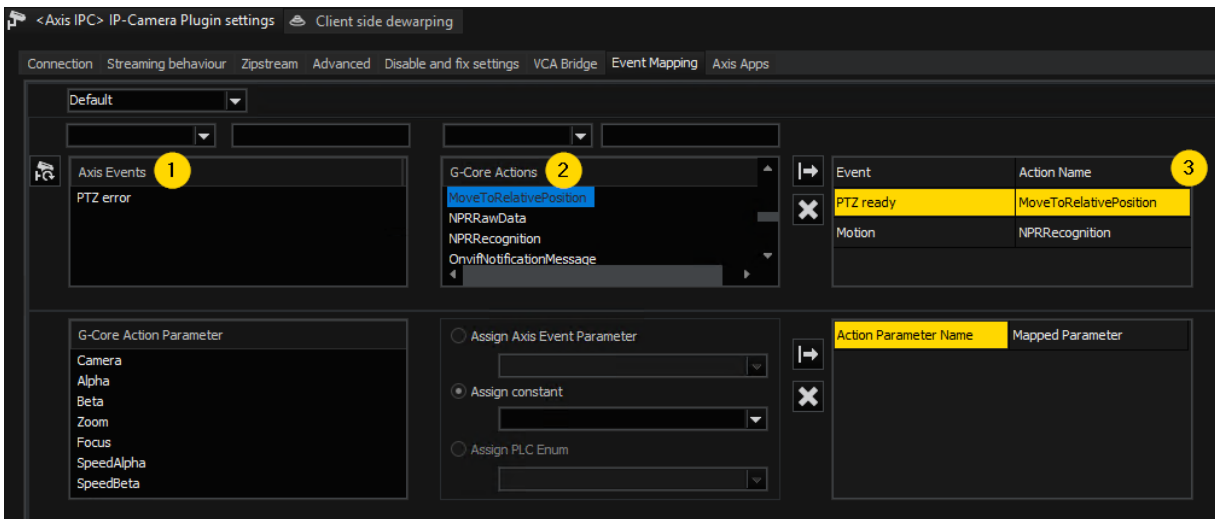 <Axis IPC> IP-Camera Plugin settings Client side dewarping
Connection Streaming behaviour Zipstream Advanced Disable and fix settings VCA Bridge Event Mapping Axis Apps
Default
Axis Events 1
PTZ error
G-Core Actions 2
MoveToRelativePosition
NPRRawData
NPRRecognition
OnvifNotificationMessage
Event Action Name 3
PTZ ready MoveToRelativePosition
Motion NPRRecognition
G-Core Action Parameter
Camera
Alpha
Beta
Zoom
Focus
SpeedAlpha
SpeedBeta
Assign Axis Event Parameter
Assign constant
Assign PLC Enum
Action Parameter Name Mapped Parameter